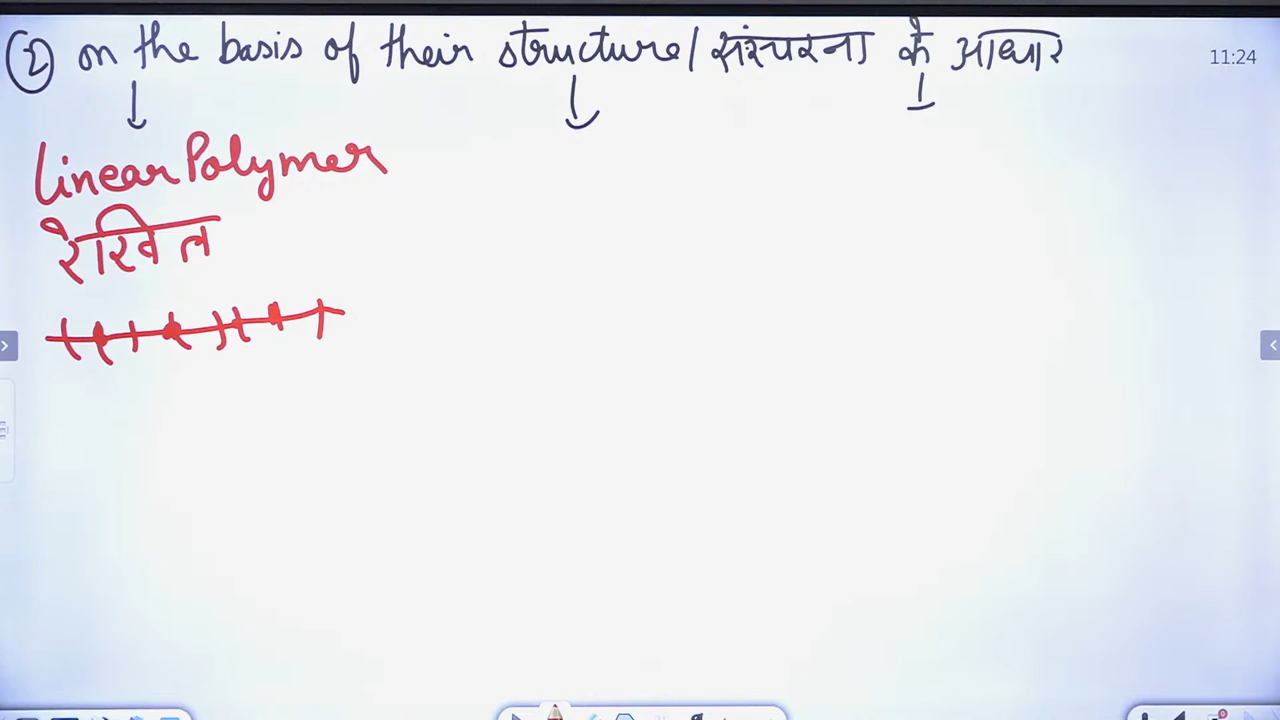 ② on the basis of their structure/संरचना के आधार
11:24
Linear Polymer
रेखित